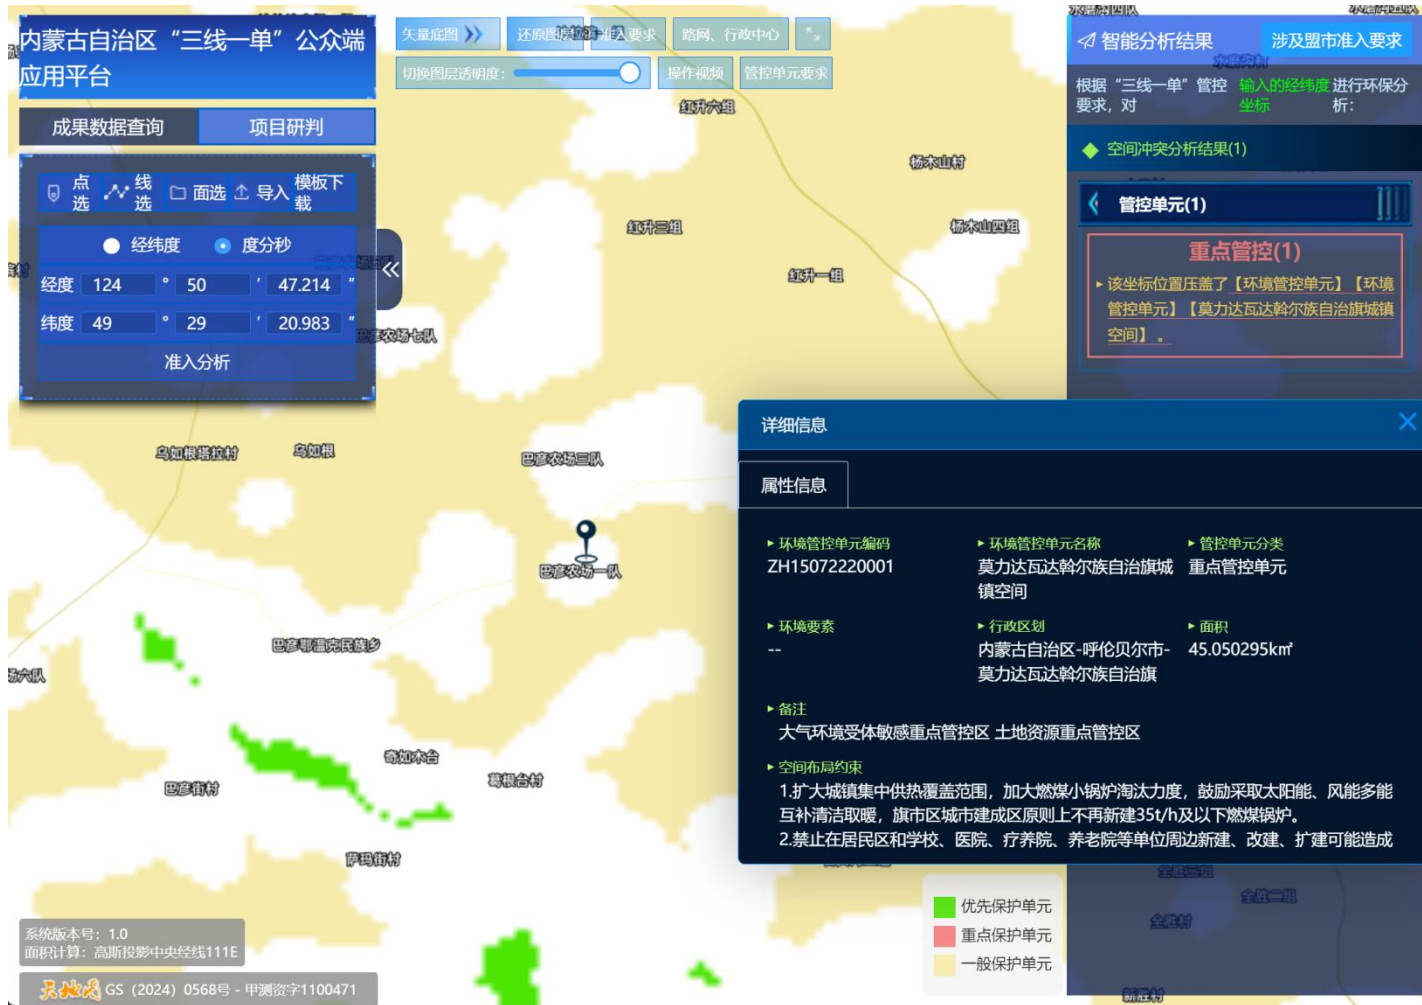 内蒙古自治区“三线一单”公众端
应用平台
成果数据查询
项目研判
点选
线选
面选
导入
模板下载
经纬度
度分秒
经度 124 ° 50 ′ 47.214 ″
纬度 49 ° 29 ′ 20.983 ″
准入分析
矢量底图
还原图层
准入要求
路网、行政中心
切换图层透明度：
操作视频
管控单元要求
智能分析结果
涉及盟市准入要求
根据“三线一单”管控要求，对
输入的经纬度坐标
进行环保分析：
空间冲突分析结果(1)
管控单元(1)
重点管控(1)
该坐标位置压盖了【环境管控单元】【环境
管控单元】【莫力达瓦达斡尔族自治旗城镇
空间】。
红升六组
杨木山村
红升三组
杨木山四组
红升一组
巴彦农场七队
乌如根塔拉村
乌如根
巴彦农场三队
巴彦农场一队
巴彦鄂温克民族乡
奇如木台
葛根台村
巴彦街村
萨玛街村
详细信息
属性信息
环境管控单元编码
ZH15072220001
环境管控单元名称
莫力达瓦达斡尔族自治旗城
镇空间
管控单元分类
重点管控单元
环境要素
--
行政区划
内蒙古自治区-呼伦贝尔市-
莫力达瓦达斡尔族自治旗
面积
45.050295k㎡
备注
大气环境受体敏感重点管控区 土地资源重点管控区
空间布局约束
1.扩大城镇集中供热覆盖范围，加大燃煤小锅炉淘汰力度，鼓励采取太阳能、风能多能
互补清洁取暖，旗市区城市建成区原则上不再新建35t/h及以下燃煤锅炉。
2.禁止在居民区和学校、医院、疗养院、养老院等单位周边新建、改建、扩建可能造成
优先保护单元
重点保护单元
一般保护单元
全胜三组
全胜二组
全胜村
新胜村
系统版本号：1.0
面积计算：高斯投影中央经线111E
天地图 GS（2024）0568号 - 甲测资字1100471